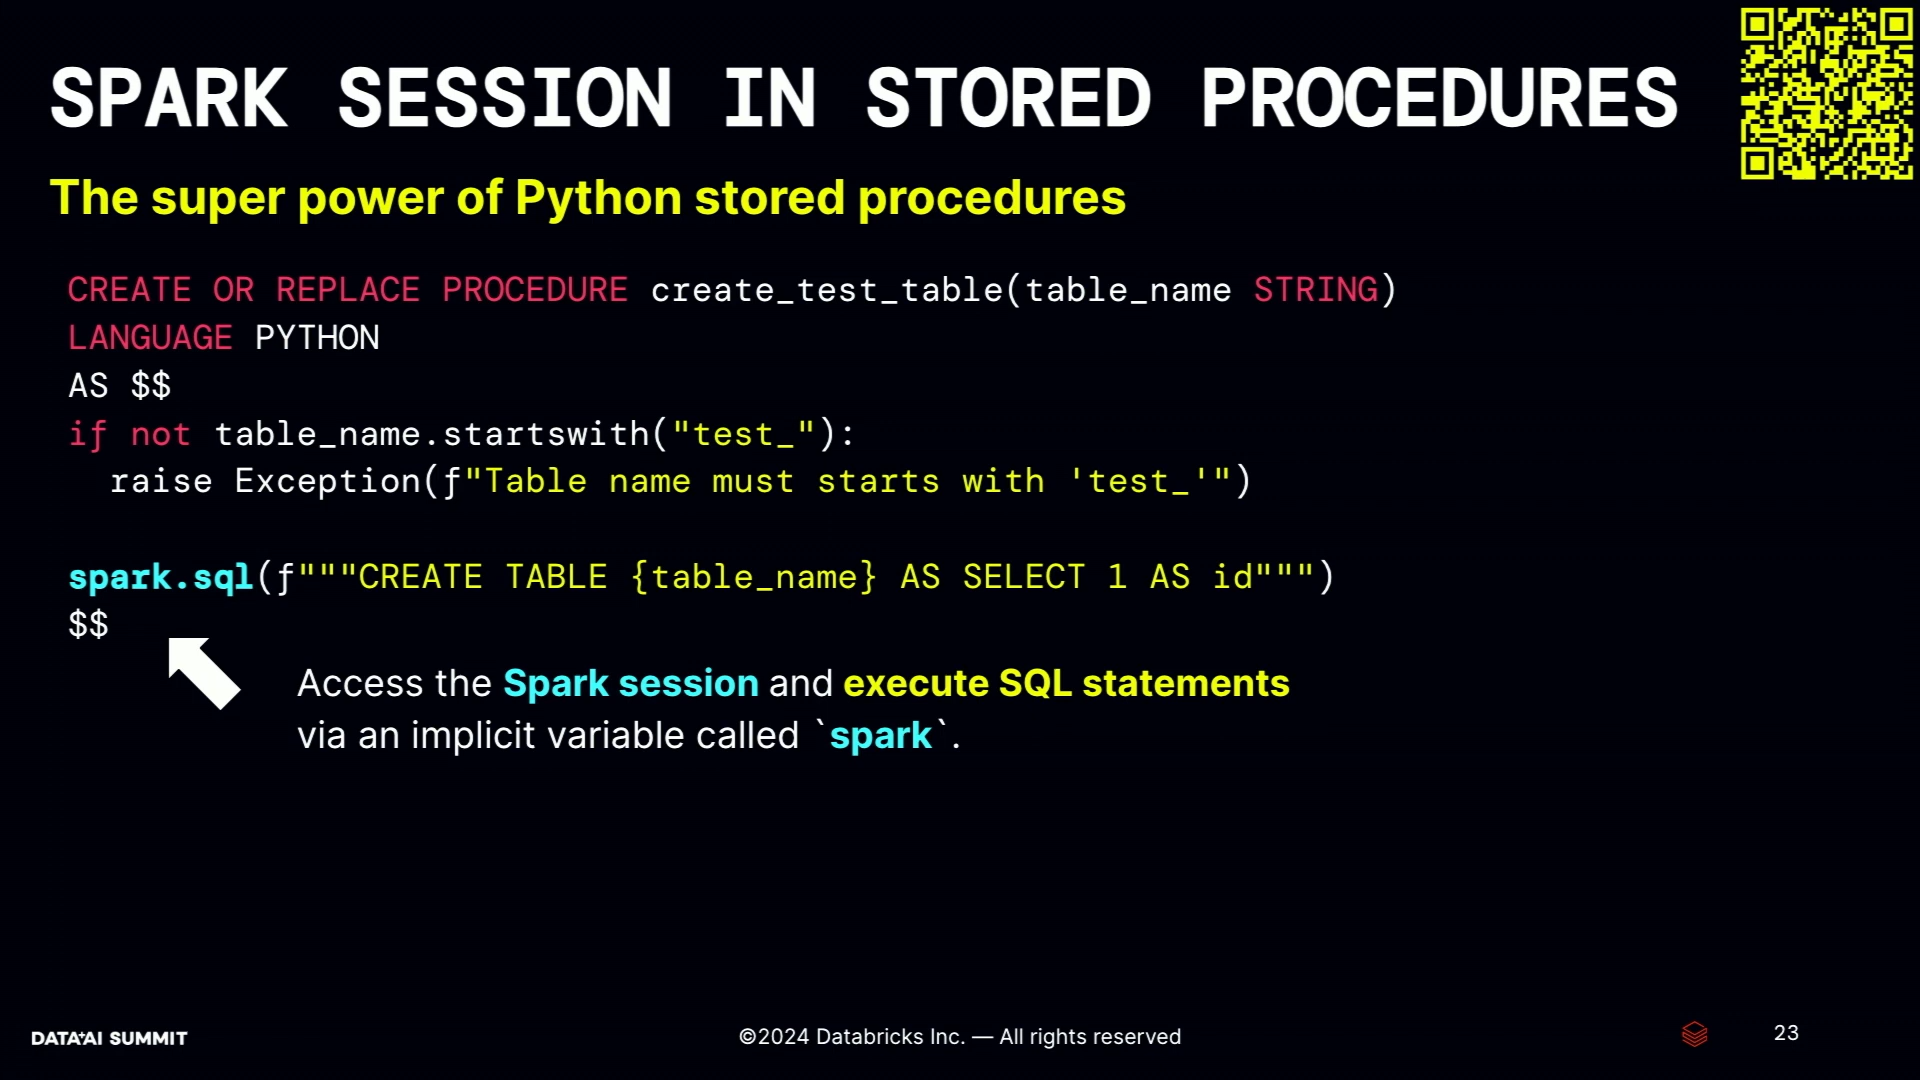 SPARK SESSION IN STORED PROCEDURES
The super power of Python stored procedures
CREATE OR REPLACE PROCEDURE create_test_table(table_name STRING)
LANGUAGE PYTHON
AS $$
if not table_name.startswith("test_"):
  raise Exception(f"Table name must starts with 'test_'")
spark.sql(f"""CREATE TABLE {table_name} AS SELECT 1 AS id""")
$$
Access the Spark session and execute SQL statements
via an implicit variable called `spark`.
DATA+AI SUMMIT
©2024 Databricks Inc. — All rights reserved
23